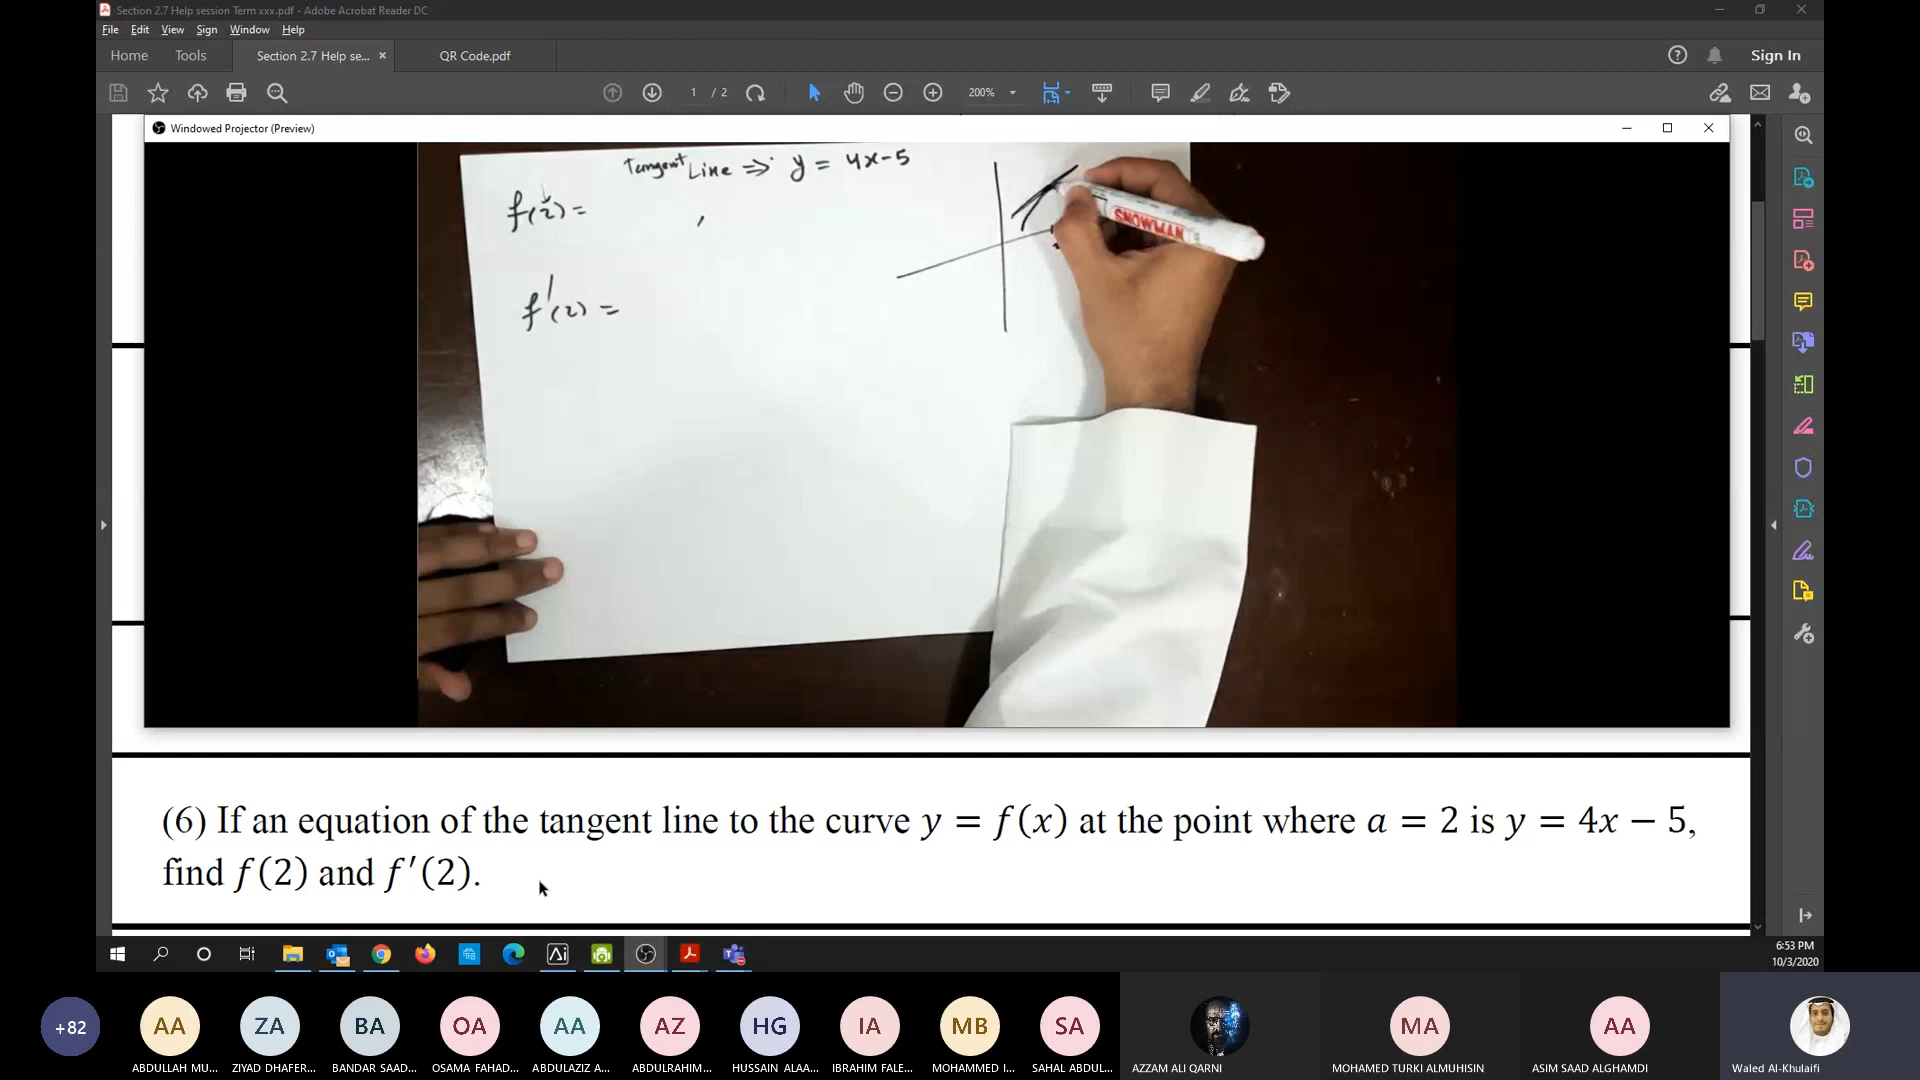 Section 2.7 Help session Term xxx.pdf - Adobe Acrobat Reader DC
File Edit View Sign Window Help
Home Tools Section 2.7 Help se... × QR Code.pdf Sign In
1 / 2 200%
Windowed Projector (Preview)
Tangent Line ⇒ y = 4x-5
f(2) =
SNOWMAN
f'(2) =
(6) If an equation of the tangent line to the curve y = f(x) at the point where a = 2 is y = 4x − 5,
find f(2) and f′(2).
6:53 PM
10/3/2020
+82 AA ZA BA OA AA AZ HG IA MB SA MA AA
ABDULLAH MU... ZIYAD DHAFER... BANDAR SAAD... OSAMA FAHAD... ABDULAZIZ A... ABDULRAHIM... HUSSAIN ALAA... IBRAHIM FALE... MOHAMMED I... SAHAL ABDUL... AZZAM ALI QARNI MOHAMED TURKI ALMUHISIN ASIM SAAD ALGHAMDI Waled Al-Khulaifi